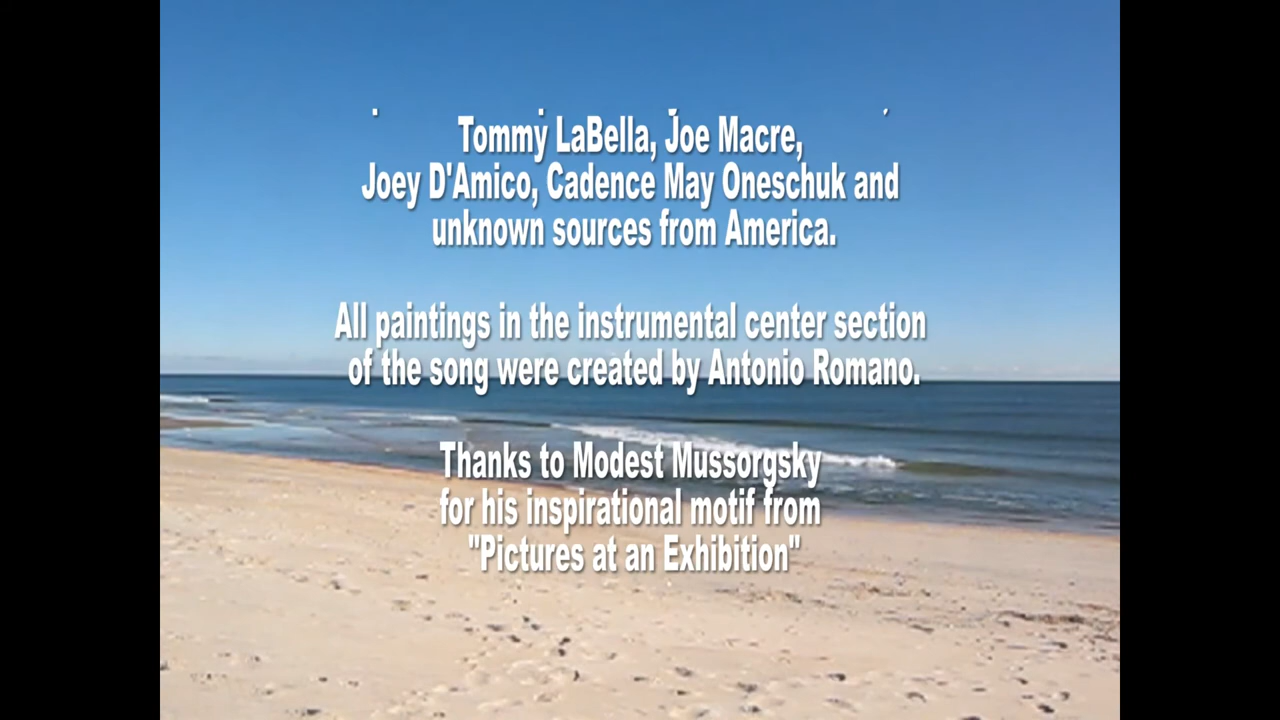 Tommy LaBella, Joe Macre,
Joey D'Amico, Cadence May Oneschuk and
unknown sources from America.
All paintings in the instrumental center section
of the song were created by Antonio Romano.
Thanks to Modest Mussorgsky
for his inspirational motif from
"Pictures at an Exhibition"